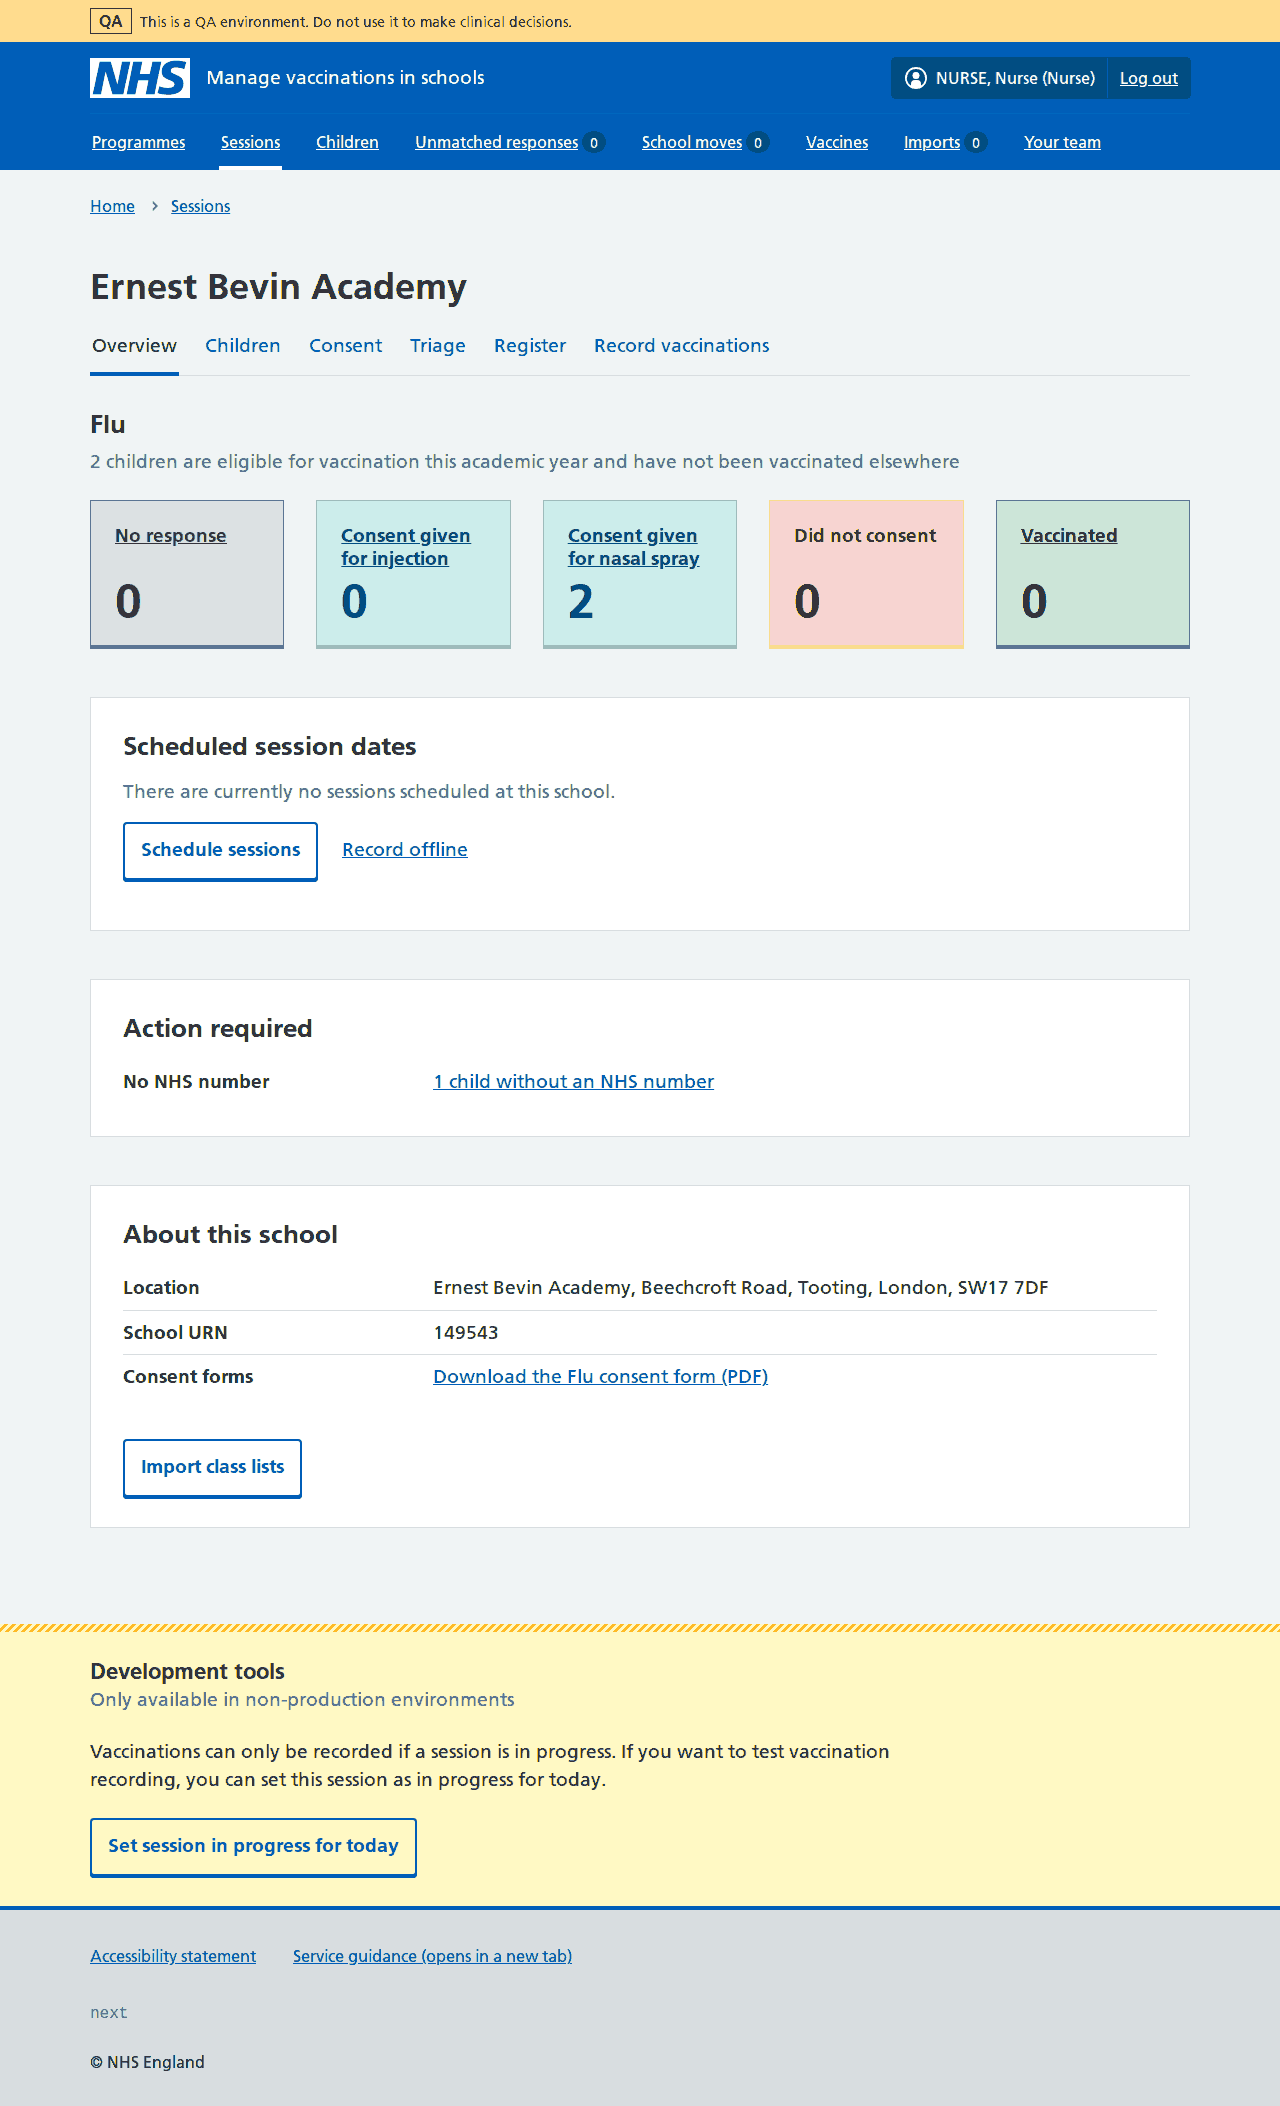 QA This is a QA environment. Do not use it to make clinical decisions.
NHS Manage vaccinations in schools NURSE, Nurse (Nurse) Log out
Programmes Sessions Children Unmatched responses 0 School moves 0 Vaccines Imports 0 Your team
Home > Sessions
Ernest Bevin Academy
Overview Children Consent Triage Register Record vaccinations
Flu
2 children are eligible for vaccination this academic year and have not been vaccinated elsewhere
No response
0
Consent given
for injection
0
Consent given
for nasal spray
2
Did not consent
0
Vaccinated
0
Scheduled session dates
There are currently no sessions scheduled at this school.
Schedule sessions Record offline
Action required
No NHS number 1 child without an NHS number
About this school
Location Ernest Bevin Academy, Beechcroft Road, Tooting, London, SW17 7DF
School URN 149543
Consent forms Download the Flu consent form (PDF)
Import class lists
Development tools
Only available in non-production environments
Vaccinations can only be recorded if a session is in progress. If you want to test vaccination
recording, you can set this session as in progress for today.
Set session in progress for today
Accessibility statement Service guidance (opens in a new tab)
next
© NHS England